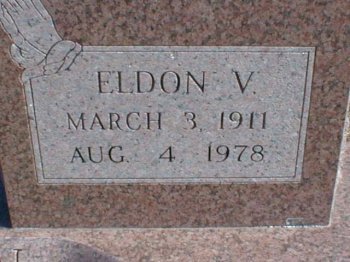 ELDON V.
MARCH 3, 1911
AUG. 4, 1978